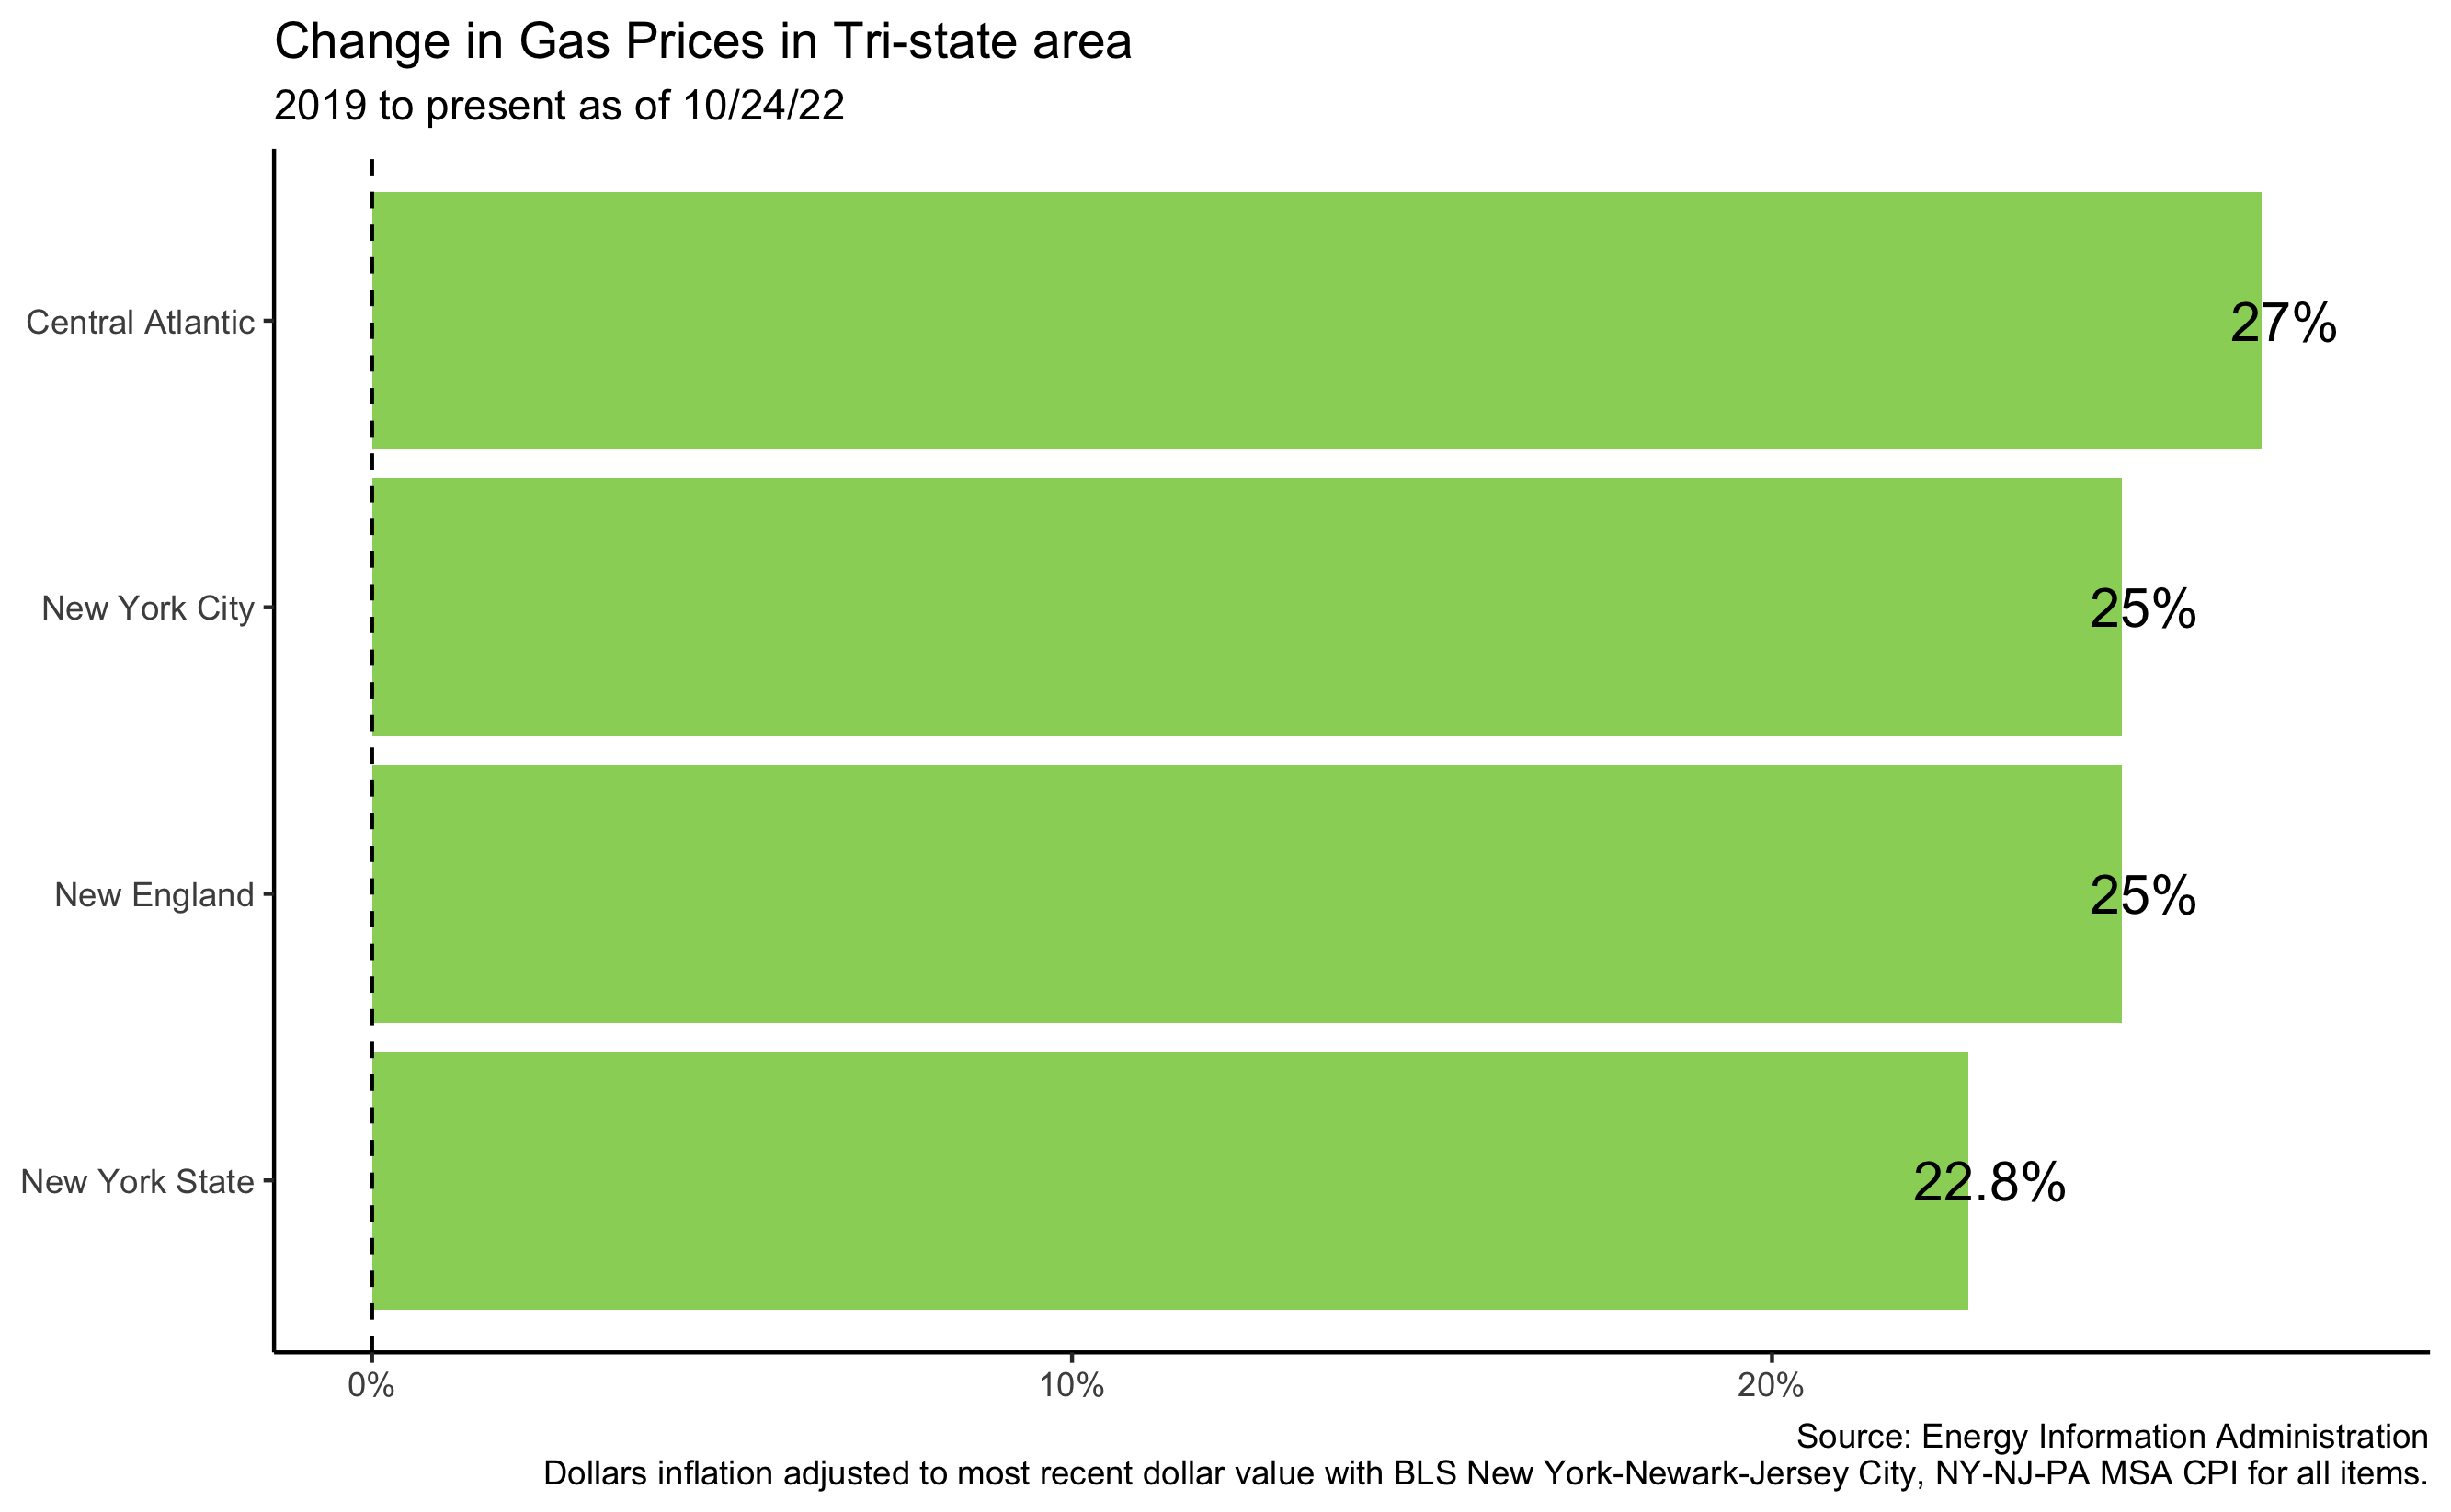 Change in Gas Prices in Tri-state area
2019 to present as of 10/24/22
Central Atlantic
27%
New York City
25%
New England
25%
New York State
22.8%
0%
10%
20%
Source: Energy Information Administration
Dollars inflation adjusted to most recent dollar value with BLS New York-Newark-Jersey City, NY-NJ-PA MSA CPI for all items.